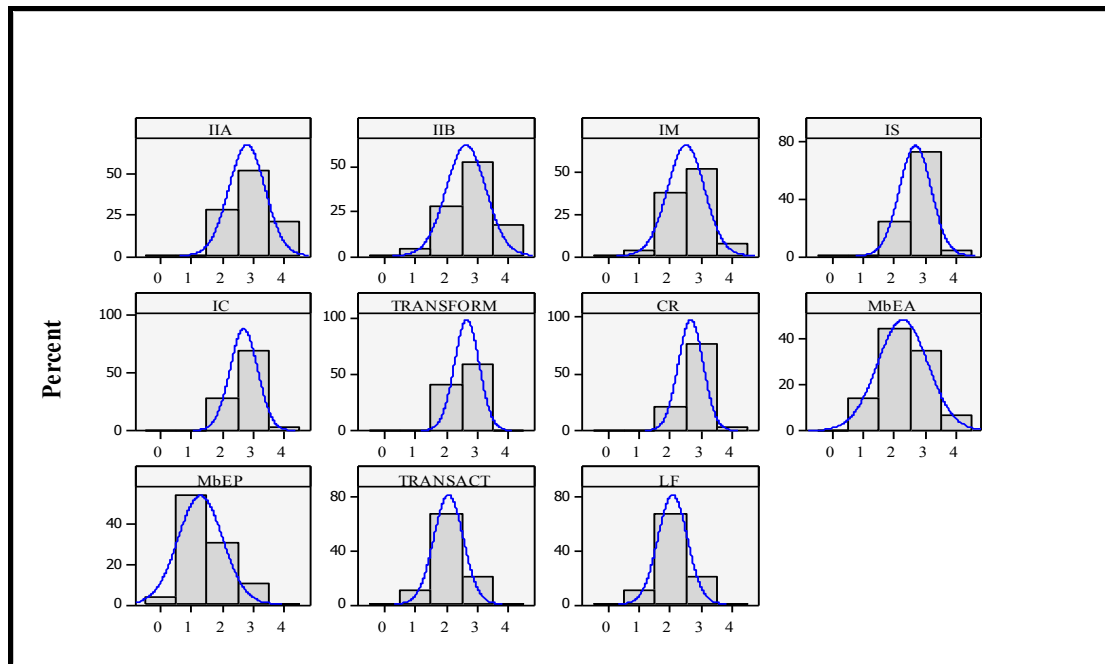 IIA IIB IM IS
50 25 0 50 25 0 50 25 0 80 40 0
0 1 2 3 4 0 1 2 3 4 0 1 2 3 4 0 1 2 3 4
IC TRANSFORM CR MbEA
100 50 0 100 50 0 100 50 0 40 20 0
0 1 2 3 4 0 1 2 3 4 0 1 2 3 4 0 1 2 3 4
Percent
MbEP TRANSACT LF
40 20 0 80 40 0 80 40 0
0 1 2 3 4 0 1 2 3 4 0 1 2 3 4